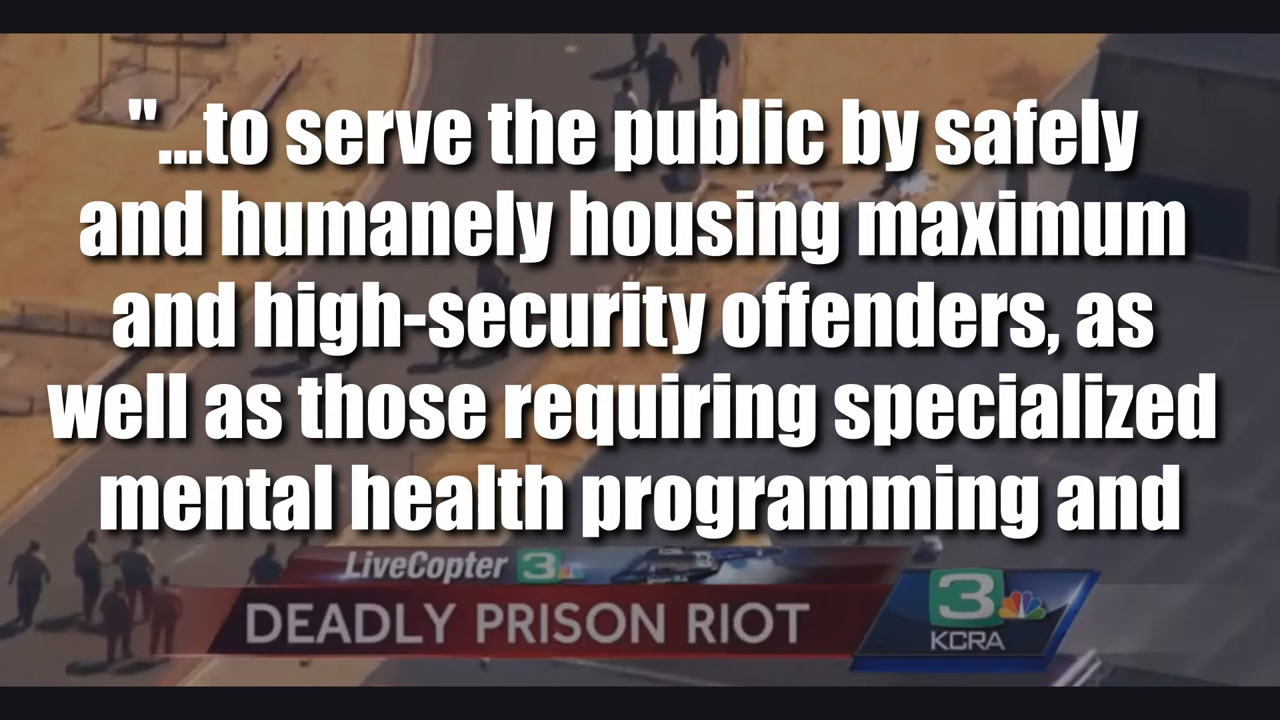 "...to serve the public by safely
and humanely housing maximum
and high-security offenders, as
well as those requiring specialized
mental health programming and
LiveCopter 3
DEADLY PRISON RIOT
3
KCRA